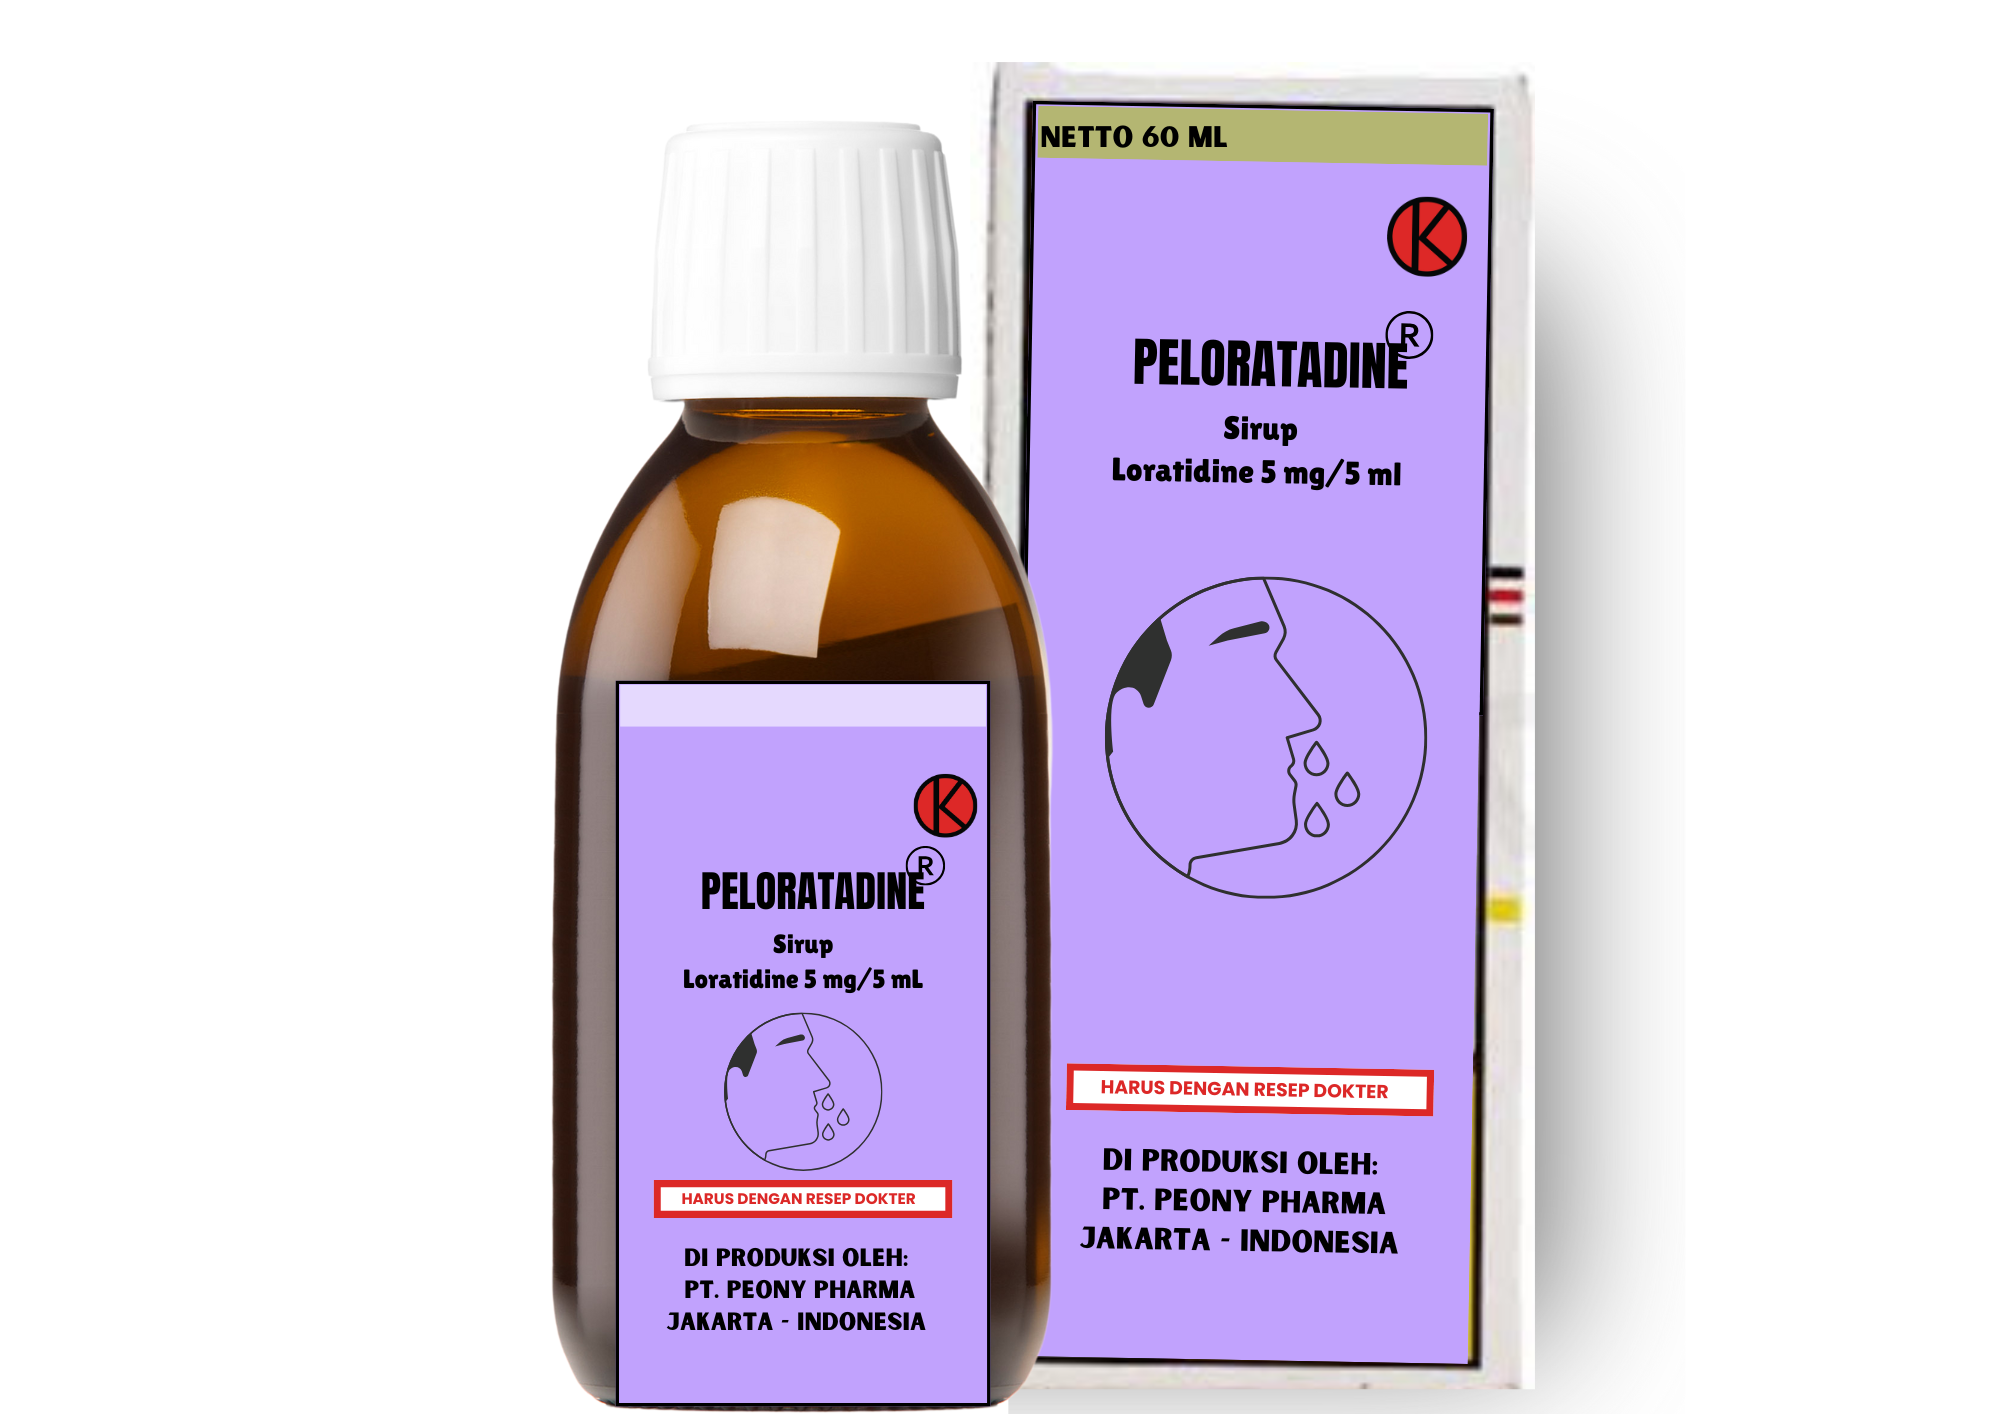 NETTO 60 ML
K
PELORATADINE®
Sirup
Loratidine 5 mg/5 ml
HARUS DENGAN RESEP DOKTER
DI PRODUKSI OLEH:
PT. PEONY PHARMA
JAKARTA - INDONESIA
K
PELORATADINE®
Sirup
Loratidine 5 mg/5 mL
HARUS DENGAN RESEP DOKTER
DI PRODUKSI OLEH:
PT. PEONY PHARMA
JAKARTA - INDONESIA